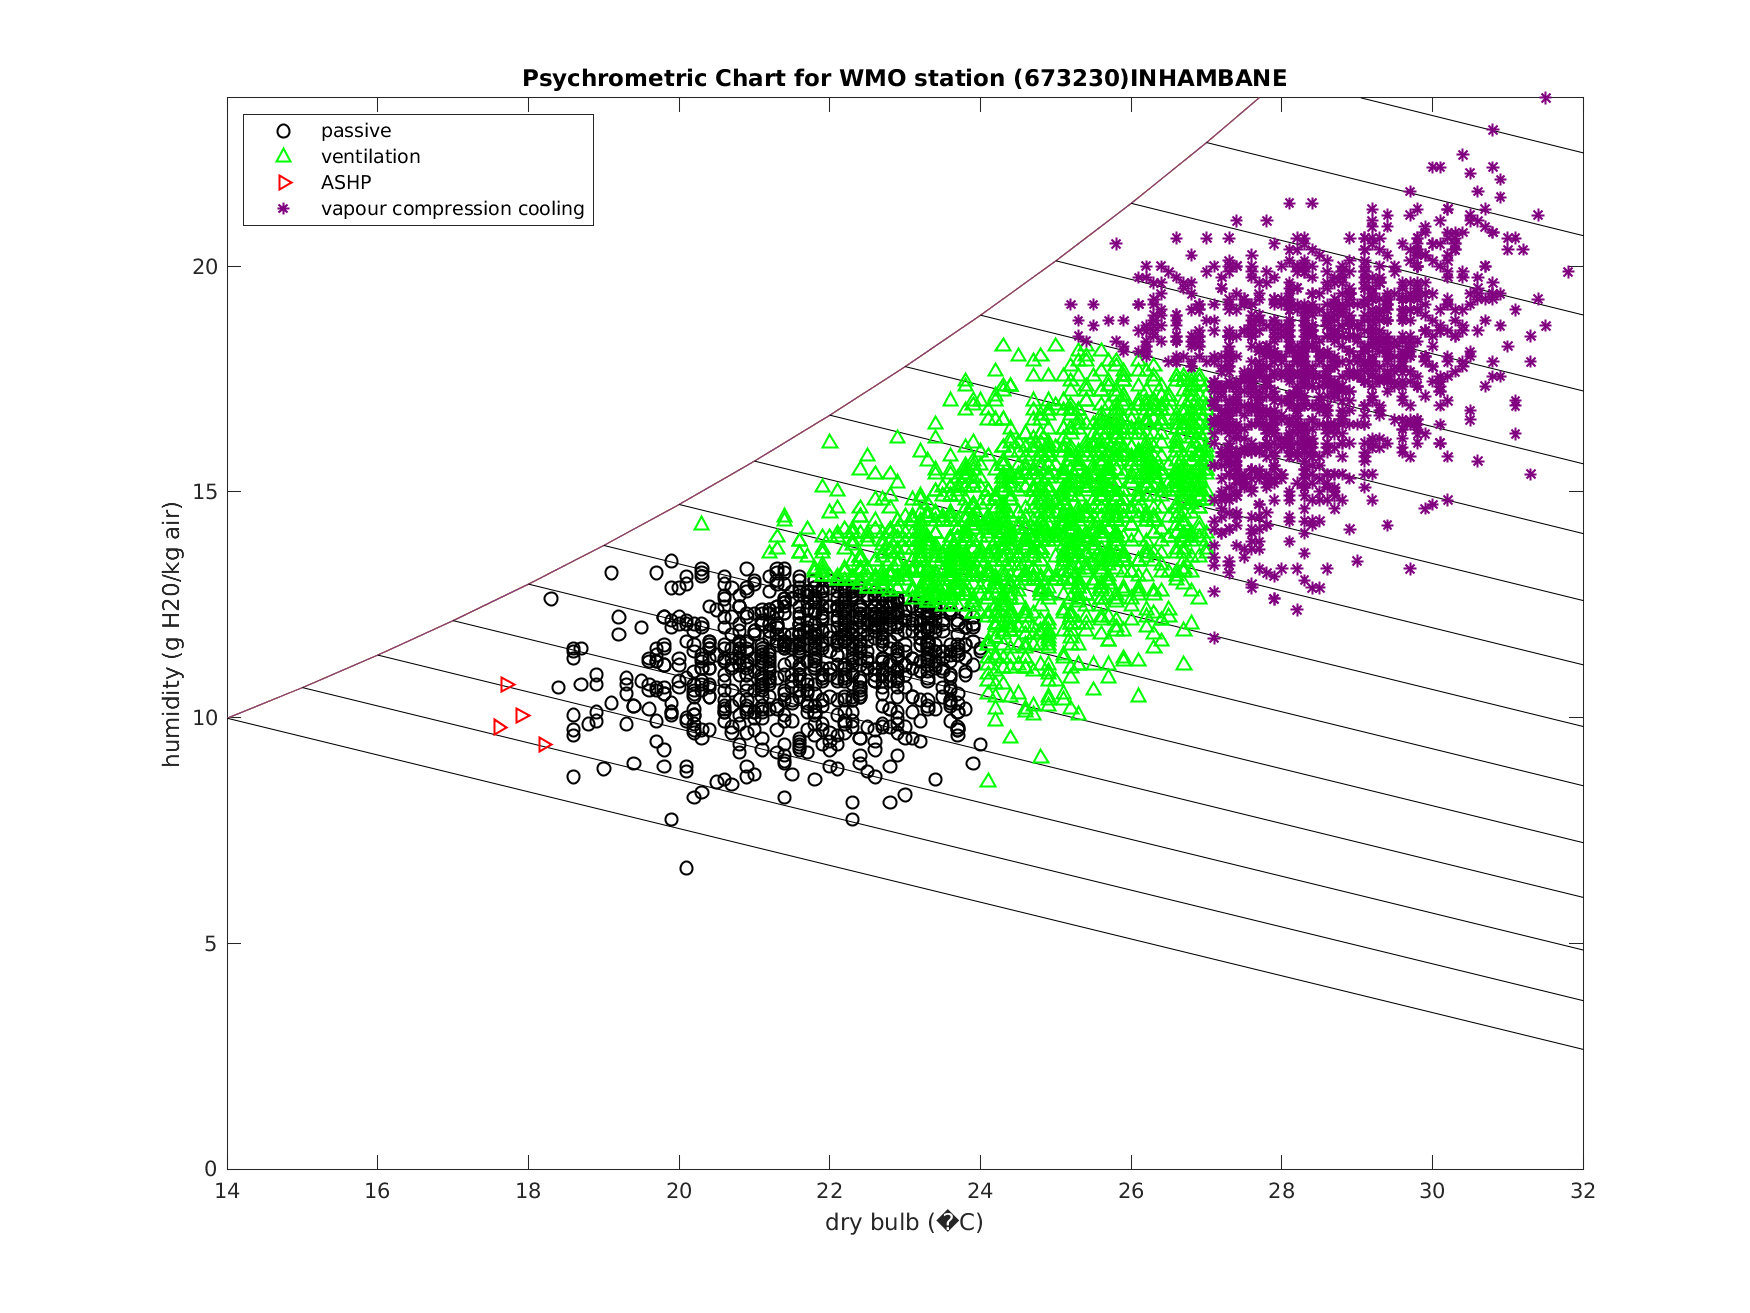 Psychrometric Chart for WMO station (673230)INHAMBANE
passive
ventilation
ASHP
vapour compression cooling
humidity (g H20/kg air)
20
15
10
5
0
14 16 18 20 22 24 26 28 30 32
dry bulb (�C)